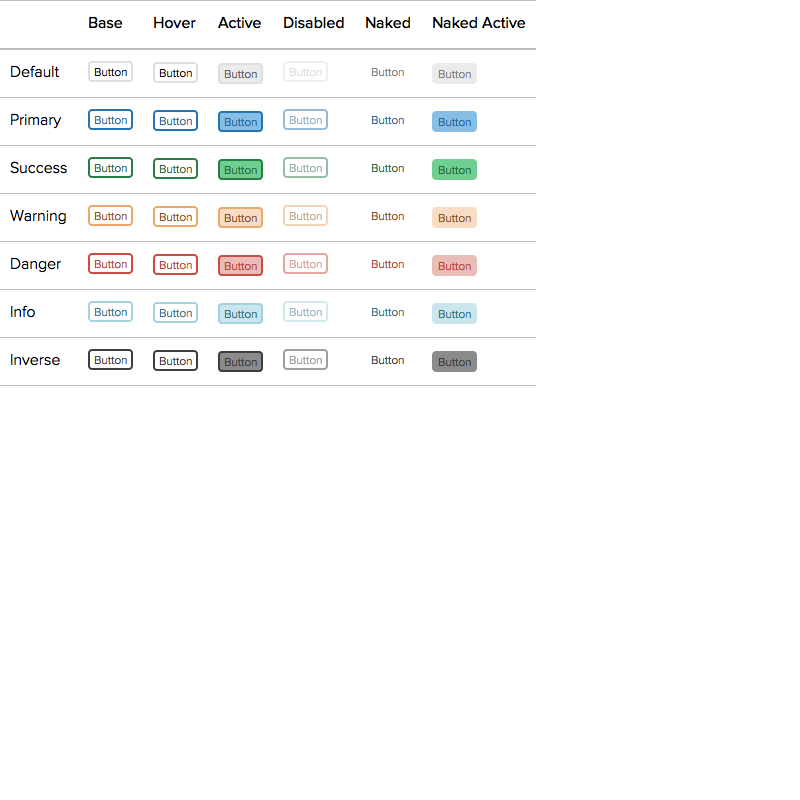 Base Hover Active Disabled Naked Naked Active
Default Button Button Button Button Button Button
Primary Button Button Button Button Button Button
Success Button Button Button Button Button Button
Warning Button Button Button Button Button Button
Danger Button Button Button Button Button Button
Info Button Button Button Button Button Button
Inverse Button Button Button Button Button Button